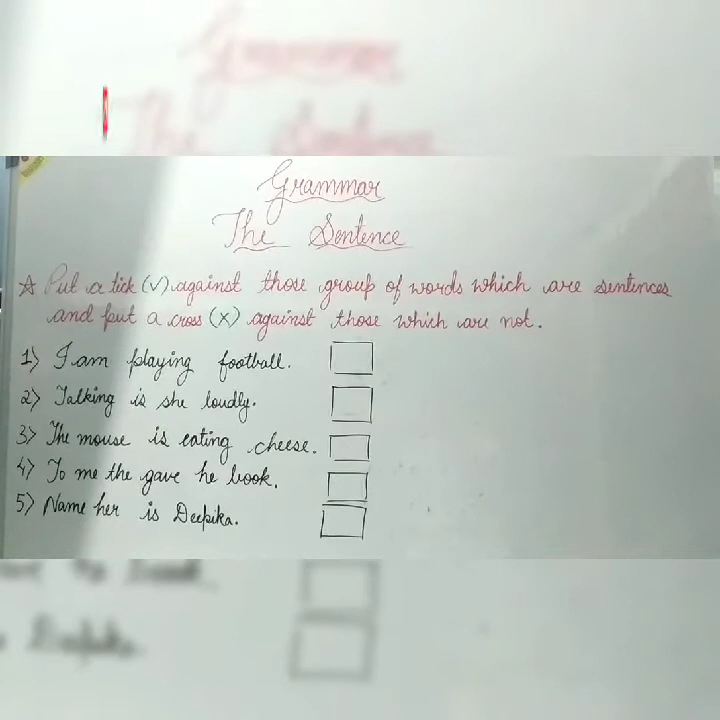 Grammar
The Sentence
☆ Put a tick (✓) against those group of words which are sentences
and put a cross (X) against those which are not.
1) I am playing football.
2) Talking is she loudly.
3) The mouse is eating cheese.
4) To me the gave he book.
5) Name her is Deepika.